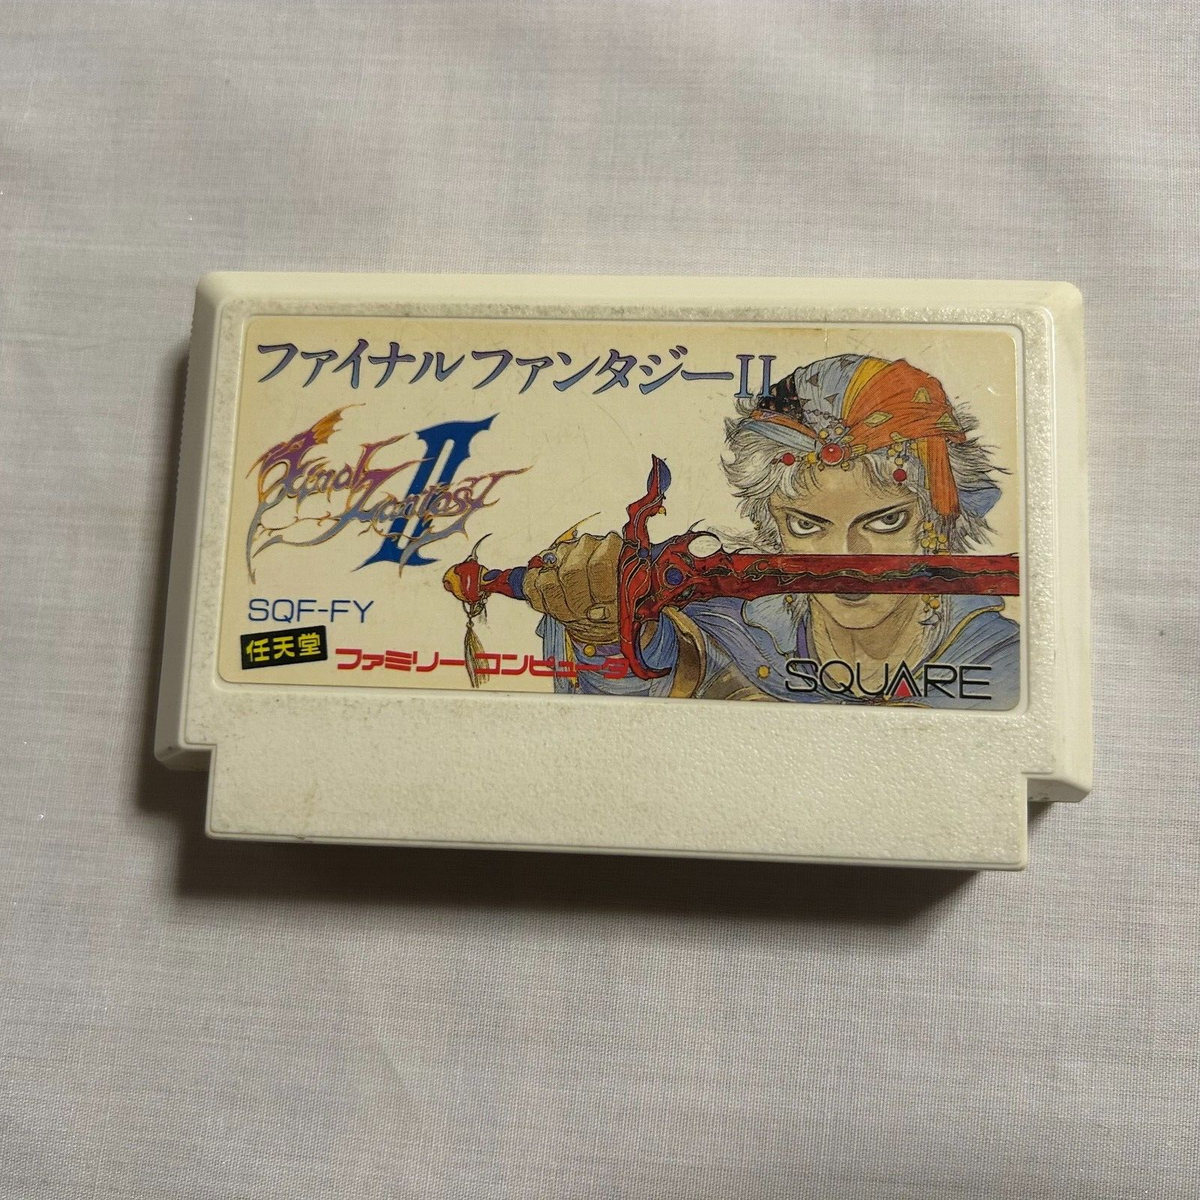 ファイナルファンタジーII
Final Fantasy II
SQF-FY
任天堂 ファミリーコンピュータ
SQUARE